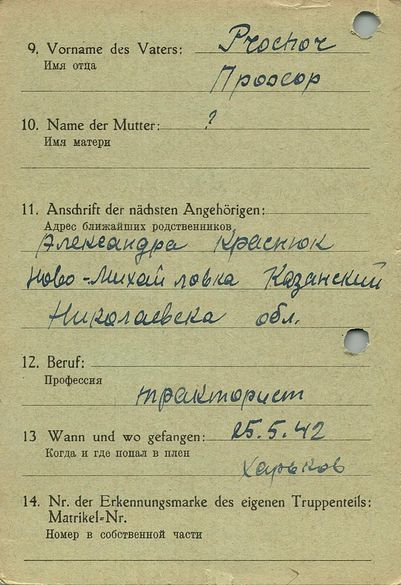 9. Vorname des Vaters: Prochor
Имя отца Прохор
10. Name der Mutter: ?
Имя матери
11. Anschrift der nächsten Angehörigen:
Адрес ближайших родственников
Александра Краснюк
Ново-Михайловка Казанский
Николаевска обл.
12. Beruf:
Профессия
тракторист
13 Wann und wo gefangen: 25.5.42
Когда и где попал в плен
Харьков
14. Nr. der Erkennungsmarke des eigenen Truppenteils:
Matrikel-Nr.
Номер в собственной части